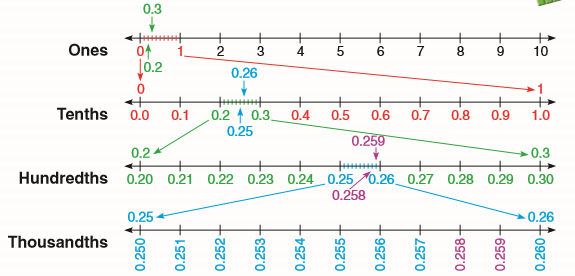 0.3
Ones 0 1 2 3 4 5 6 7 8 9 10
0.2
0.26
0 1
Tenths 0.0 0.1 0.2 0.3 0.4 0.5 0.6 0.7 0.8 0.9 1.0
0.25
0.259
0.2 0.3
Hundredths 0.20 0.21 0.22 0.23 0.24 0.25 0.26 0.27 0.28 0.29 0.30
0.258
0.25 0.26
Thousandths 0.250 0.251 0.252 0.253 0.254 0.255 0.256 0.257 0.258 0.259 0.260